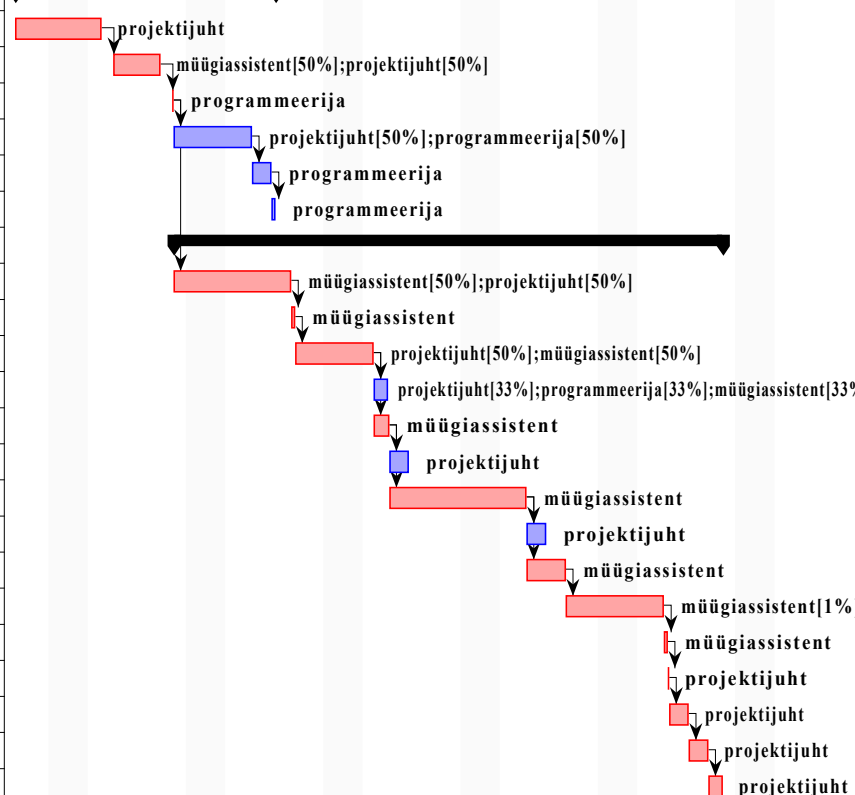 projektijuht
müügiassistent[50%];projektijuht[50%]
programmeerija
projektijuht[50%];programmeerija[50%]
programmeerija
programmeerija
müügiassistent[50%];projektijuht[50%]
müügiassistent
projektijuht[50%];müügiassistent[50%]
projektijuht[33%];programmeerija[33%];müügiassistent[33%
müügiassistent
projektijuht
müügiassistent
projektijuht
müügiassistent
müügiassistent[1%
müügiassistent
projektijuht
projektijuht
projektijuht
projektijuht